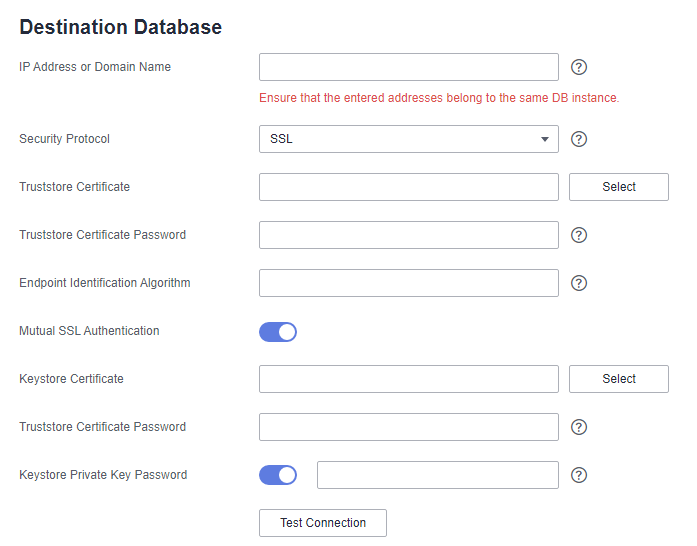 Destination Database
IP Address or Domain Name
?
Ensure that the entered addresses belong to the same DB instance.
Security Protocol
SSL
?
Truststore Certificate
Select
Truststore Certificate Password
?
Endpoint Identification Algorithm
?
Mutual SSL Authentication
Keystore Certificate
Select
Truststore Certificate Password
?
Keystore Private Key Password
?
Test Connection